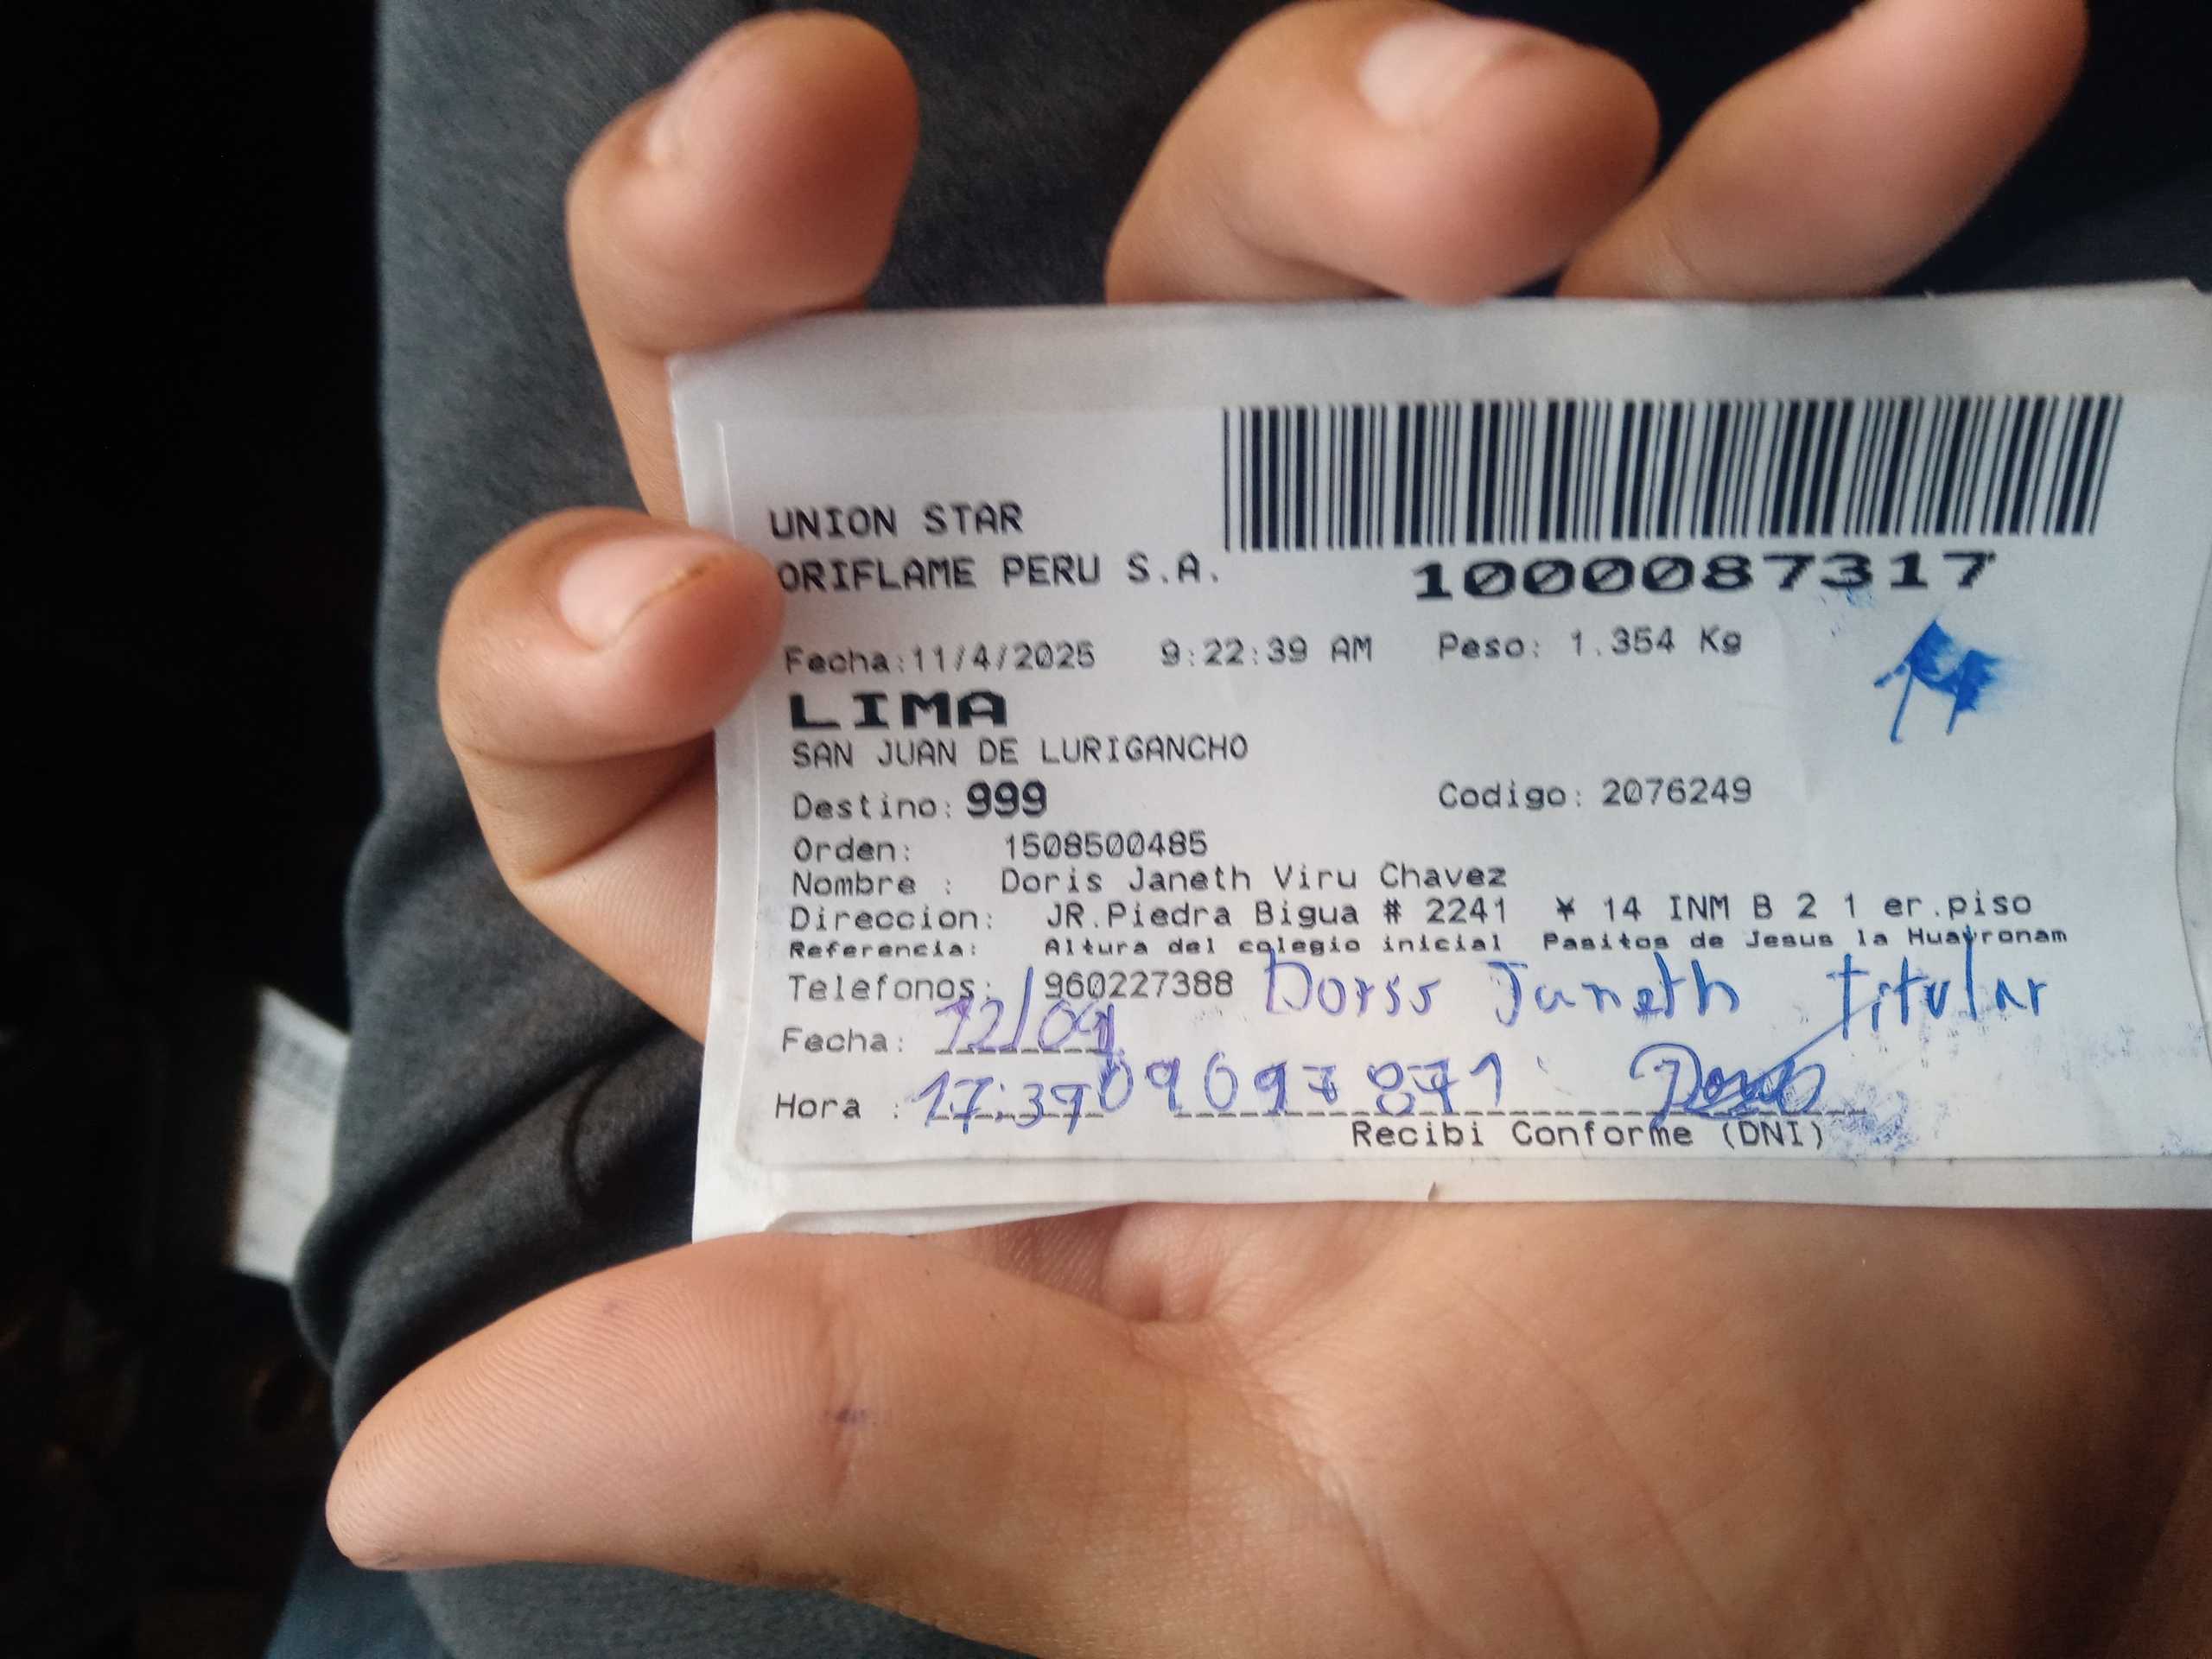 UNION STAR
ORIFLAME PERU S.A.
1000087317
Fecha:11/4/2025 9:22:39 AM Peso: 1.354 Kg
LIMA
SAN JUAN DE LURIGANCHO
Destino: 999 Codigo: 2076249
Orden: 1508500485
Nombre : Doris Janeth Viru Chavez
Direccion: JR.Piedra Bigua # 2241 ¥ 14 INM B 2 1 er.piso
Referencia: Altura del colegio inicial Pasitos de Jesus la Huayronam
Telefonos: 960227388 Janeth titular
Fecha: 12/04
Hora : 17:39 09097871
Recibi Conforme (DNI)